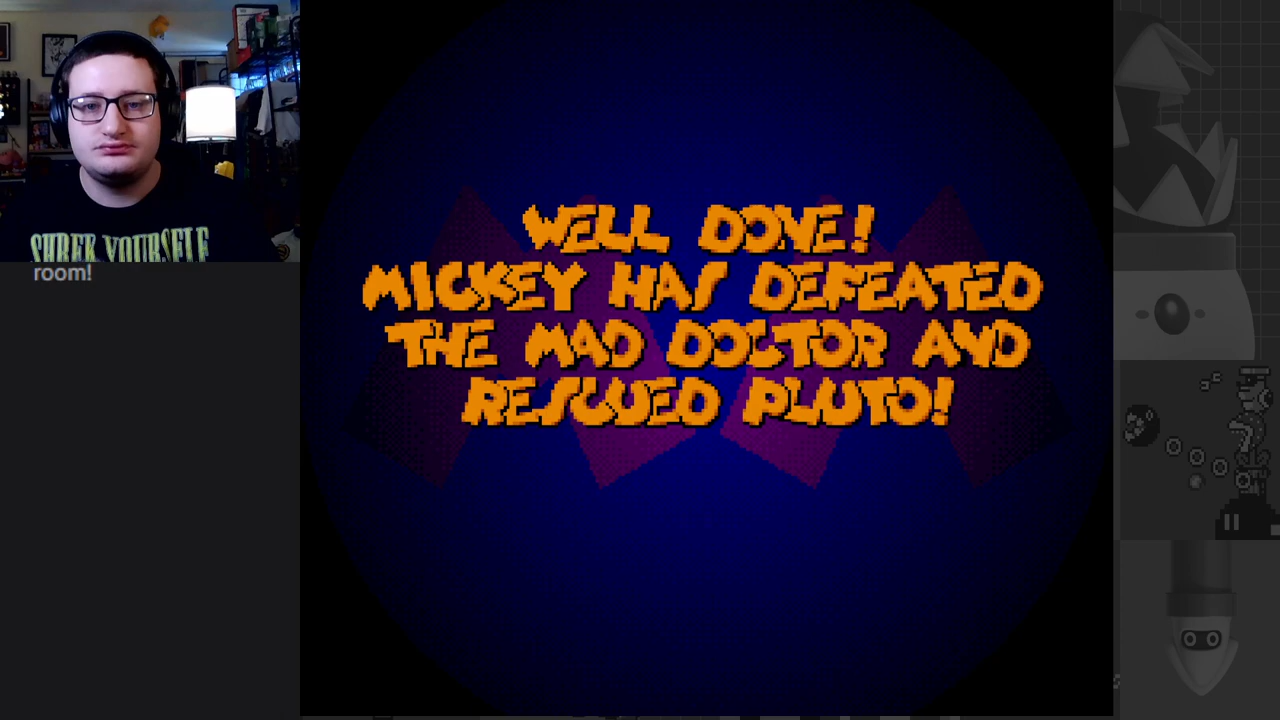 SHREK YOURSELF
room!
WELL DONE!
MICKEY HAS DEFEATED
THE MAD DOCTOR AND
RESCUED PLUTO!